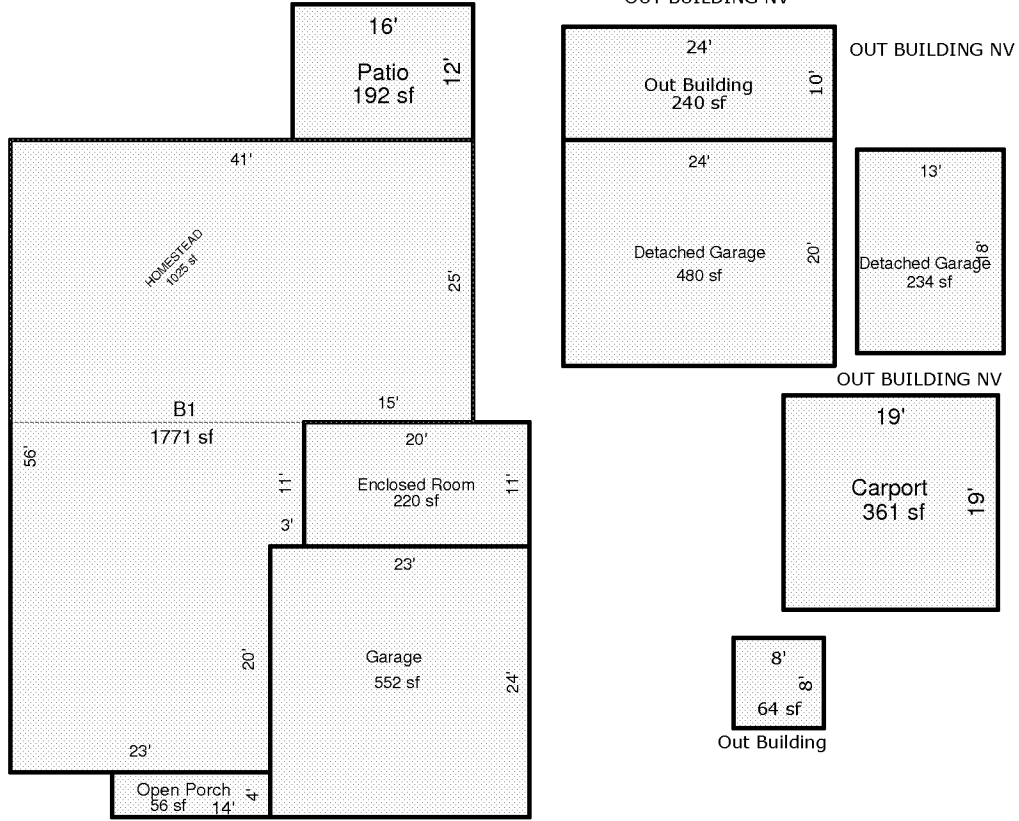 OUT BUILDING NV
16'
Patio
192 sf
12'
24'
Out Building
240 sf
10'
OUT BUILDING NV
41'
HOMESTEAD
1025 sf
25'
24'
Detached Garage
480 sf
20'
13'
18'
Detached Garage
234 sf
OUT BUILDING NV
15'
B1
1771 sf
56'
20'
Enclosed Room
220 sf
11'
11'
3'
19'
Carport
361 sf
19'
23'
Garage
552 sf
24'
20'
23'
8'
8'
64 sf
Out Building
Open Porch
56 sf
14'
4'